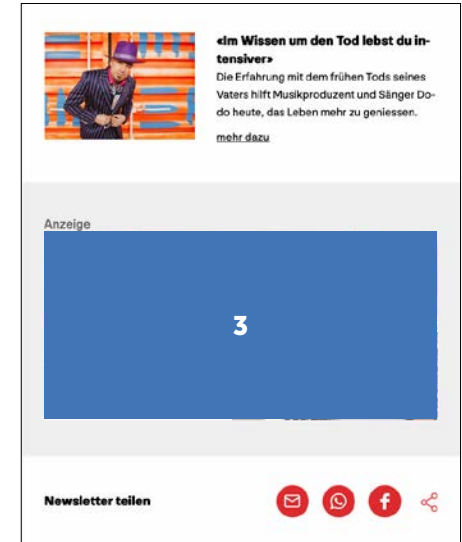 «Im Wissen um den Tod lebst du in-
tensiver»
Die Erfahrung mit dem frühen Tods seines
Vaters hilft Musikproduzent und Sänger Do-
do heute, das Leben mehr zu geniessen.
mehr dazu
Anzeige
3
Newsletter teilen